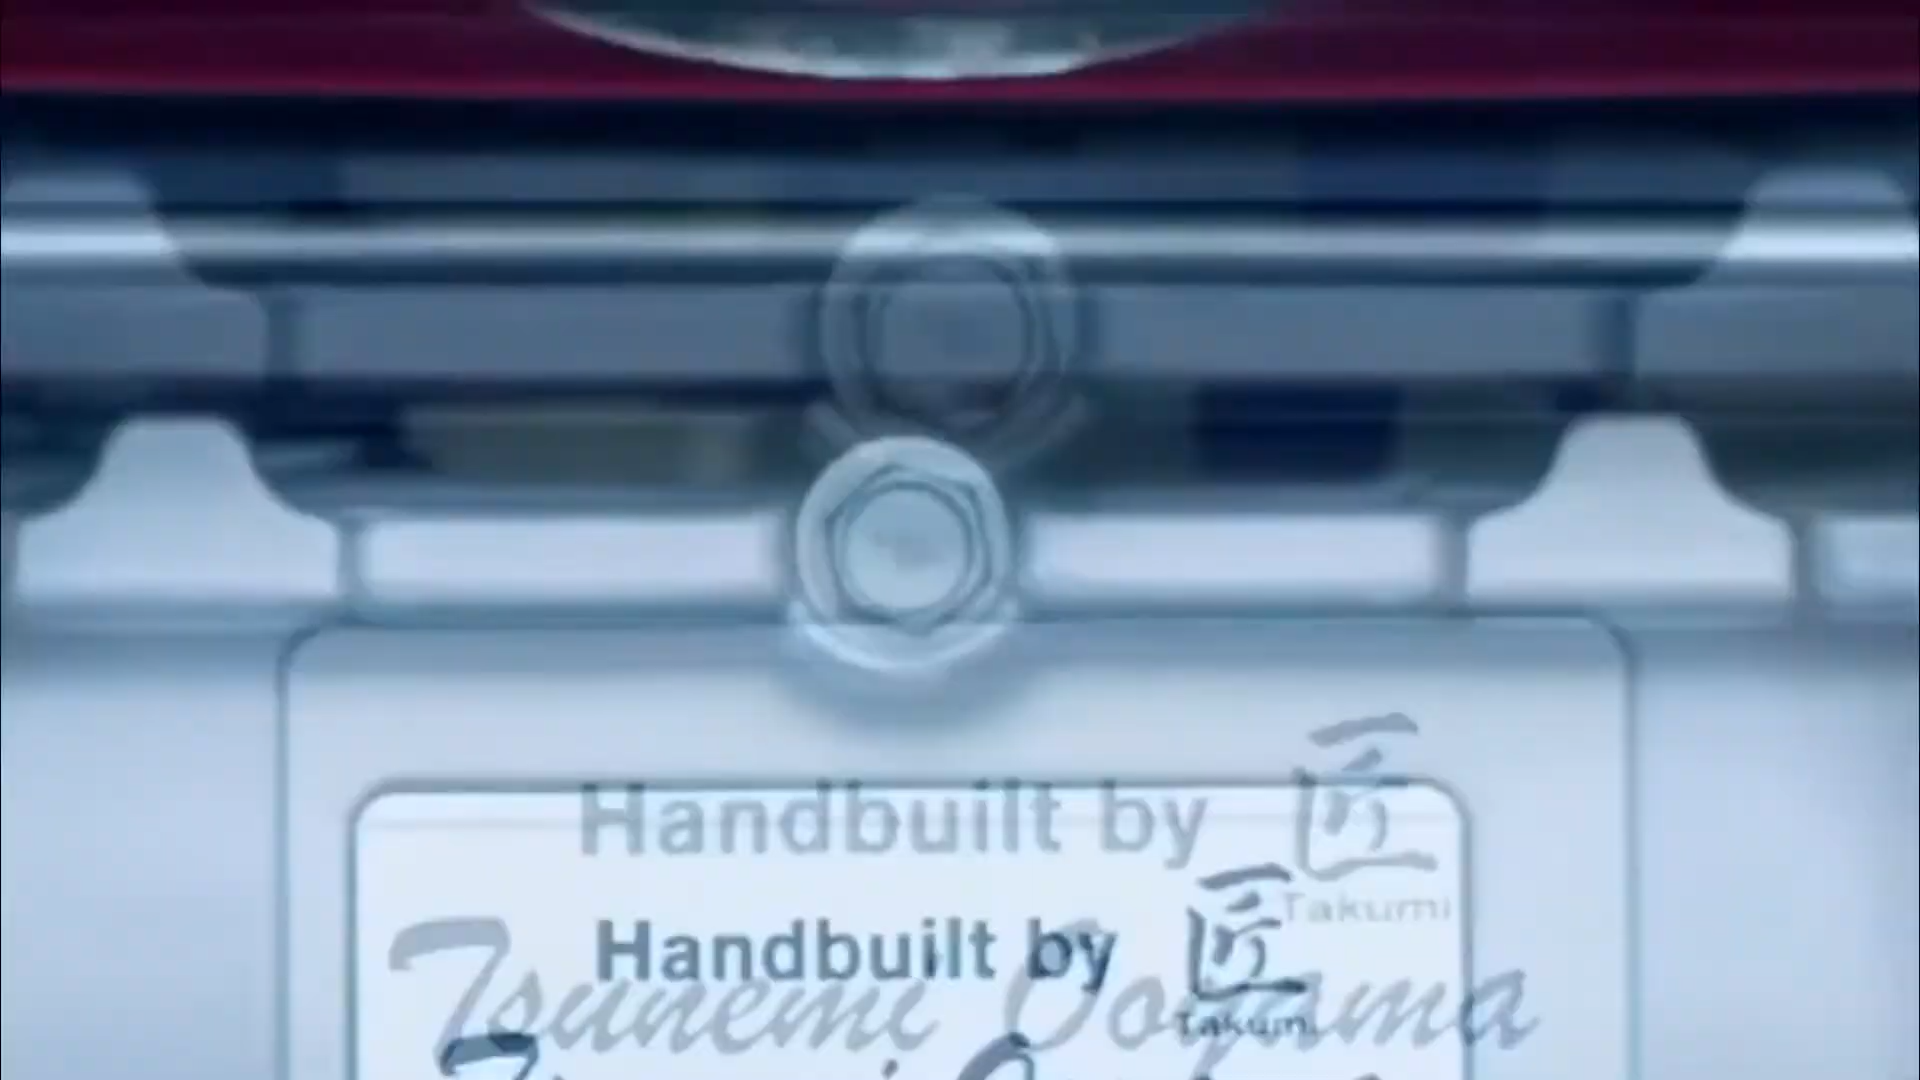 Handbuilt by 匠
Takumi
Tsunemi Ooyama
Handbuilt by 匠
Takumi